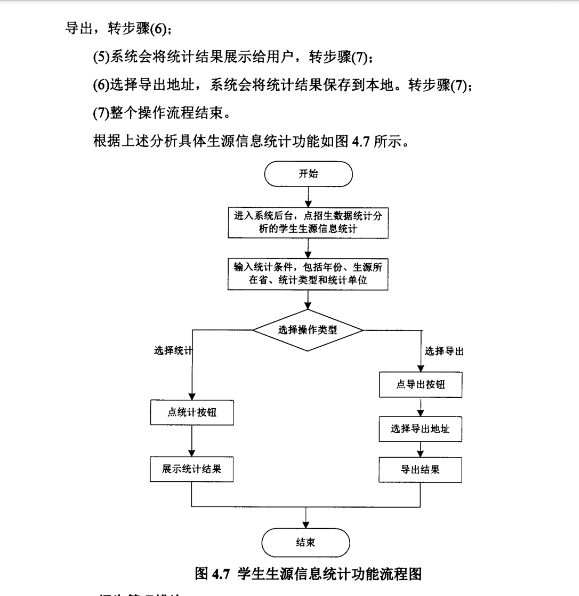 导出，转步骤(6)；
(5)系统会将统计结果展示给用户，转步骤(7)；
(6)选择导出地址，系统会将统计结果保存到本地。转步骤(7)；
(7)整个操作流程结束。
根据上述分析具体生源信息统计功能如图 4.7 所示。
开始
进入系统后台，点招生数据统计分
析的学生生源信息统计
输入统计条件，包括年份、生源所
在省、统计类型和统计单位
选择操作类型
选择统计
选择导出
点导出按钮
点统计按钮
选择导出地址
展示统计结果
导出结果
结束
图 4.7 学生生源信息统计功能流程图